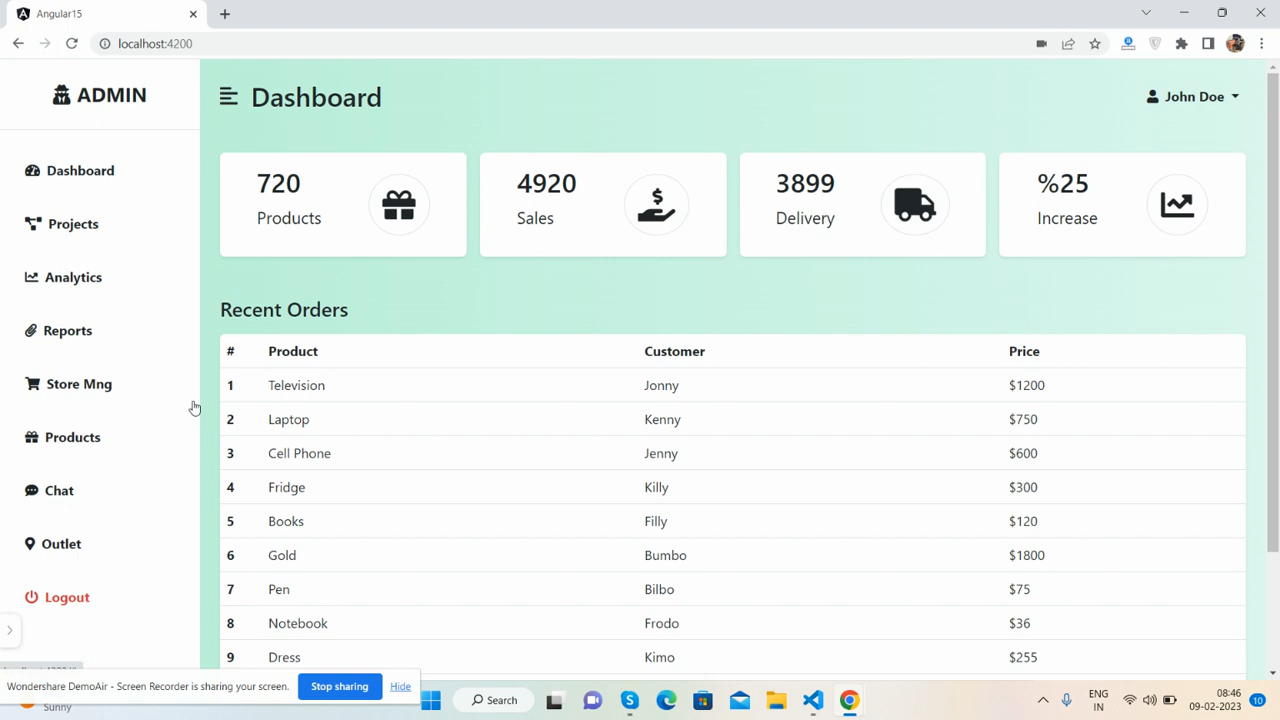 Angular15
localhost:4200
ADMIN
Dashboard
John Doe
Dashboard
Projects
Analytics
Reports
Store Mng
Products
Chat
Outlet
Logout
720
Products
4920
Sales
3899
Delivery
%25
Increase
Recent Orders
# Product Customer Price
1 Television Jonny $1200
2 Laptop Kenny $750
3 Cell Phone Jenny $600
4 Fridge Killy $300
5 Books Filly $120
6 Gold Bumbo $1800
7 Pen Bilbo $75
8 Notebook Frodo $36
9 Dress Kimo $255
Wondershare DemoAir - Screen Recorder is sharing your screen. Stop sharing Hide
Sunny
Search
ENG
IN
08:46
09-02-2023
10